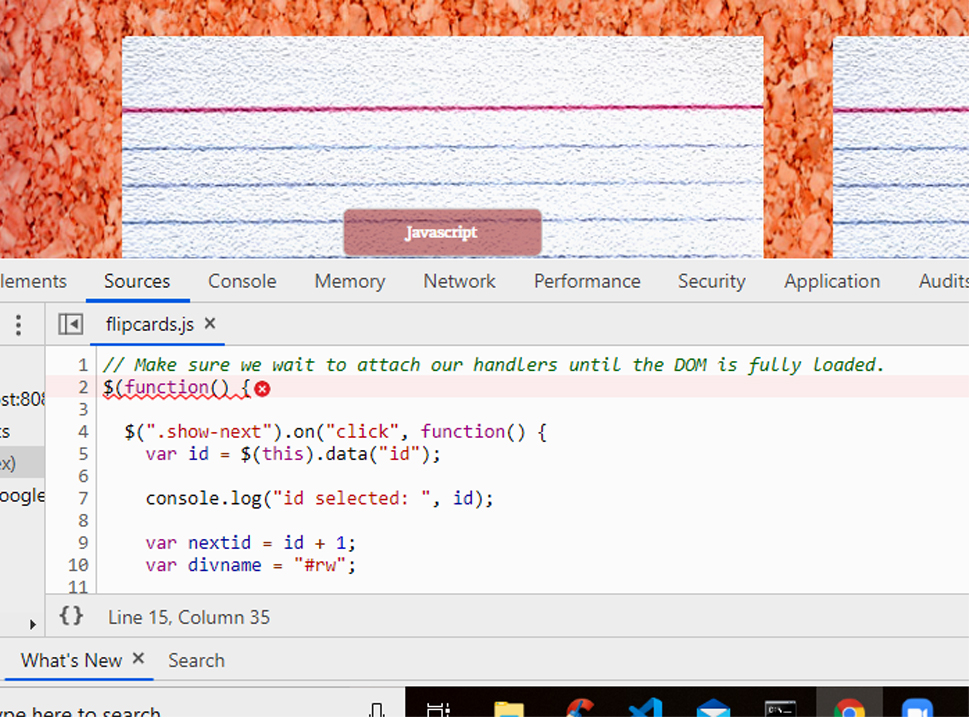 Javascript
lements Sources Console Memory Network Performance Security Application Audits
flipcards.js ×
st:808
ts
ex)
oogle
1 // Make sure we wait to attach our handlers until the DOM is fully loaded.
2 $(function() {
3
4 $(".show-next").on("click", function() {
5 var id = $(this).data("id");
6
7 console.log("id selected: ", id);
8
9 var nextid = id + 1;
10 var divname = "#rw";
11
{} Line 15, Column 35
What's New × Search
ype here to search